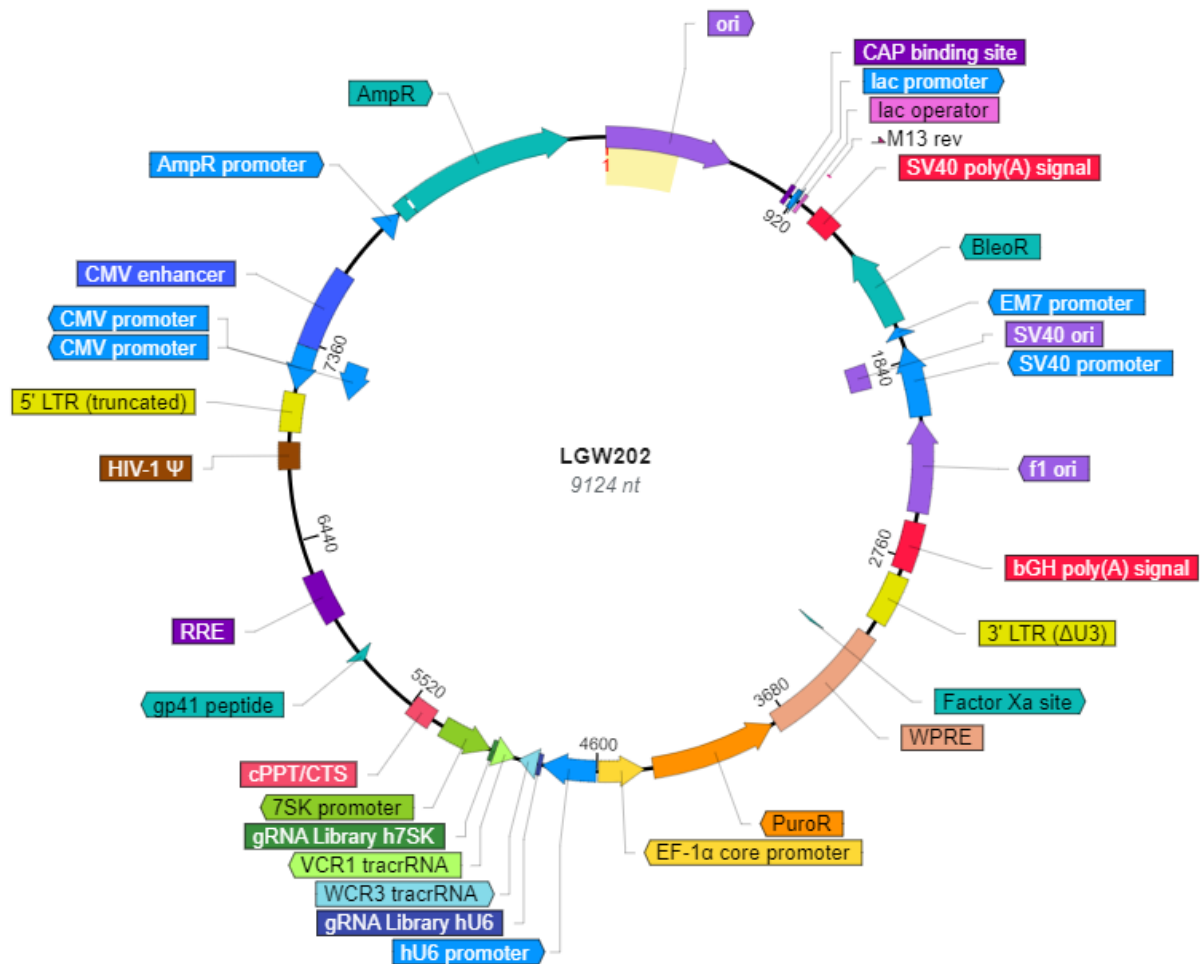 ori
CAP binding site
lac promoter
AmpR
lac operator
M13 rev
AmpR promoter
SV40 poly(A) signal
1
920
BleoR
CMV enhancer
EM7 promoter
CMV promoter
SV40 ori
CMV promoter
7360
1840
SV40 promoter
5' LTR (truncated)
LGW202
HIV-1 Ψ
9124 nt
f1 ori
6440
2760
bGH poly(A) signal
RRE
3' LTR (ΔU3)
gp41 peptide
5520
3680
Factor Xa site
WPRE
4600
cPPT/CTS
7SK promoter
PuroR
gRNA Library h7SK
EF-1α core promoter
VCR1 tracrRNA
WCR3 tracrRNA
gRNA Library hU6
hU6 promoter